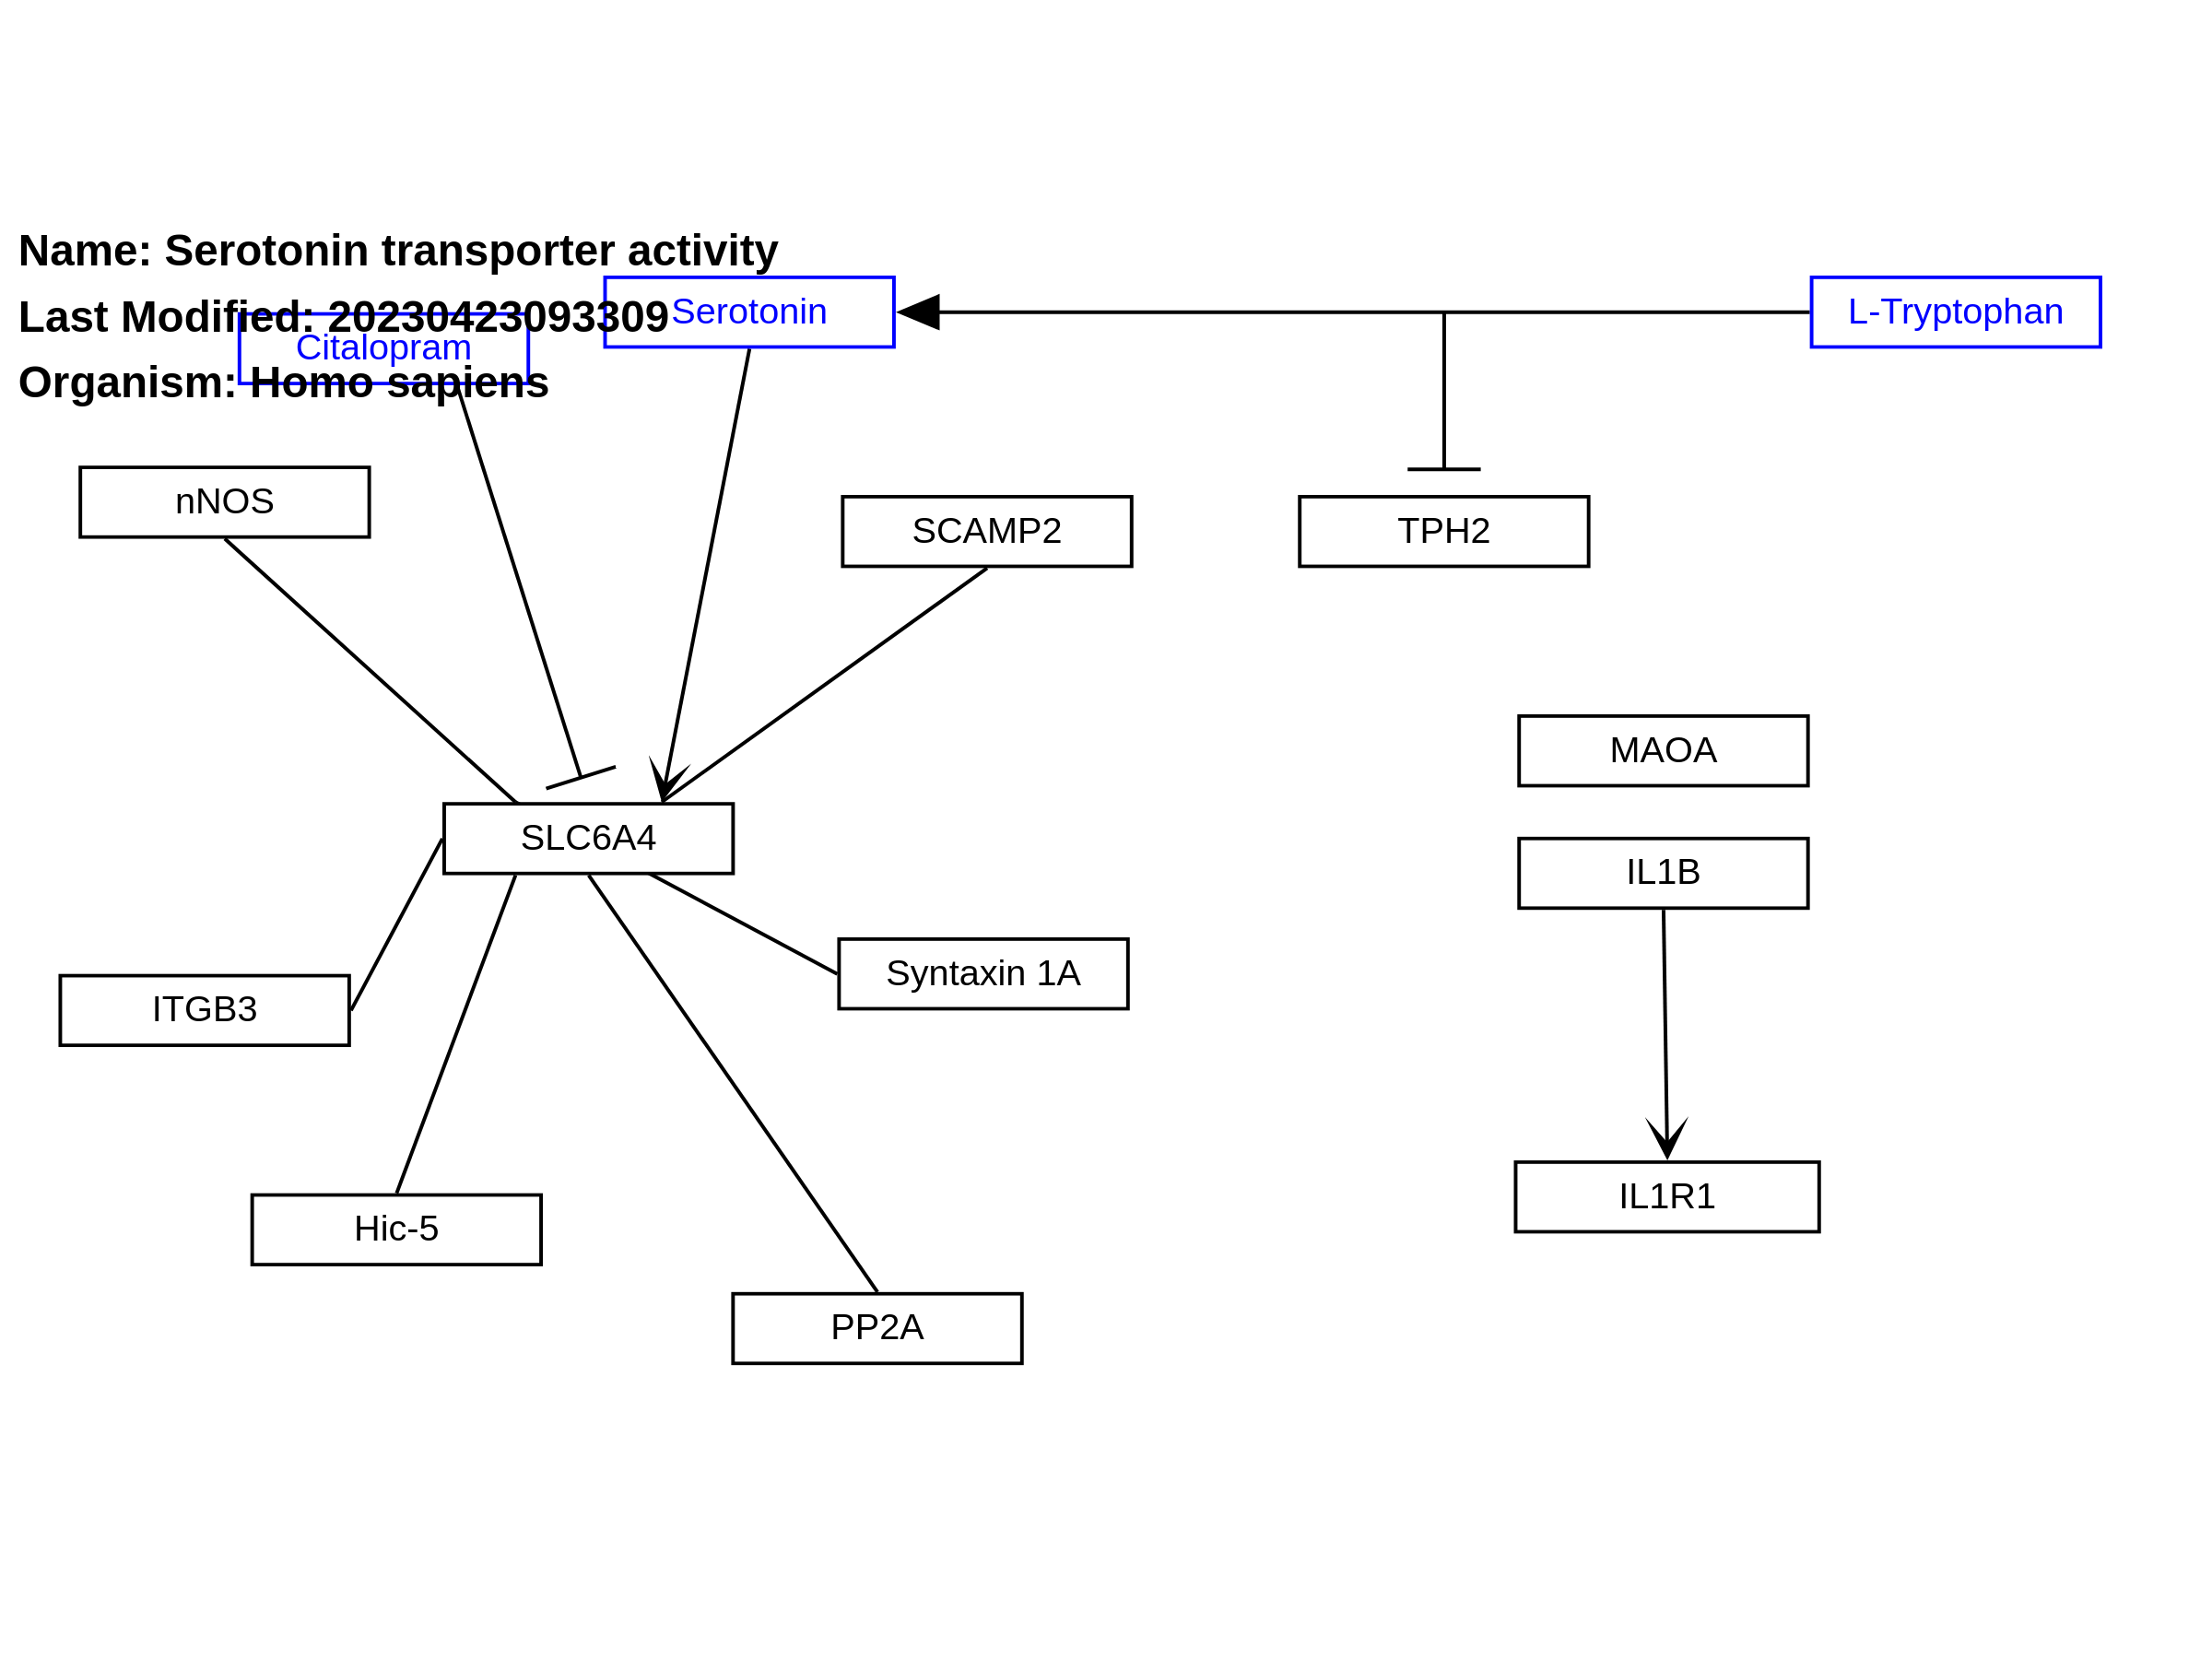 Name: Serotonin transporter activity
Last Modified: 20230423093309
Organism: Homo sapiens
Serotonin
L-Tryptophan
Citalopram
nNOS
SCAMP2
TPH2
MAOA
SLC6A4
IL1B
Syntaxin 1A
ITGB3
IL1R1
Hic-5
PP2A